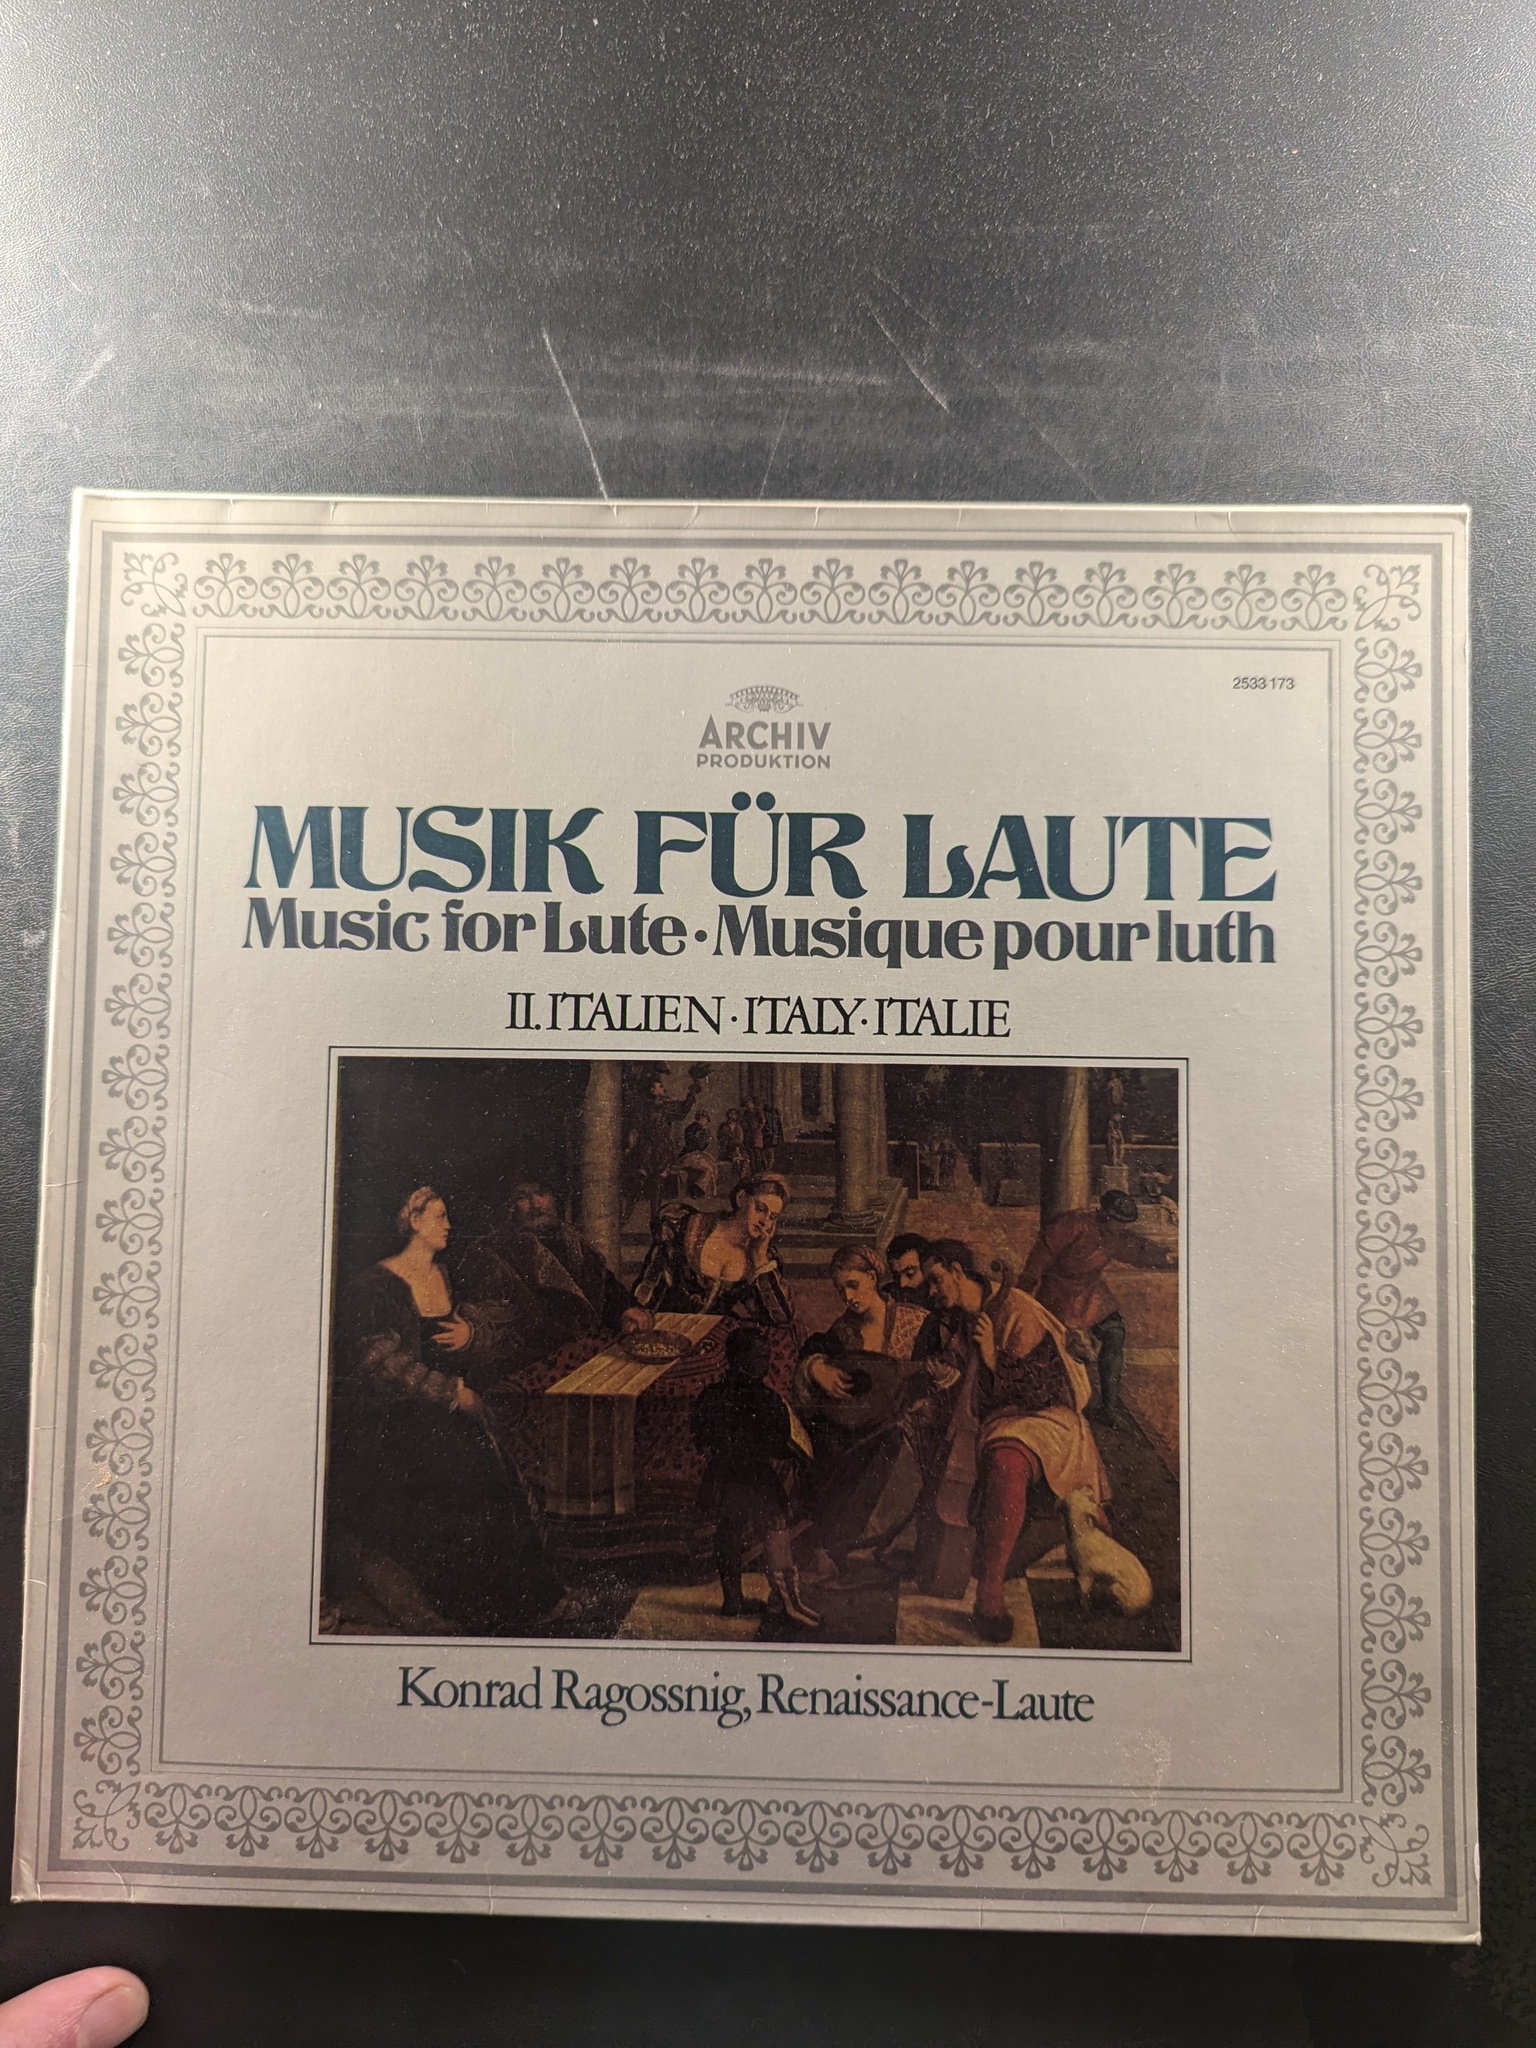 2533 173
ARCHIV
PRODUKTION
MUSIK FÜR LAUTE
Music for Lute · Musique pour luth
II. ITALIEN · ITALY · ITALIE
Konrad Ragossnig, Renaissance-Laute